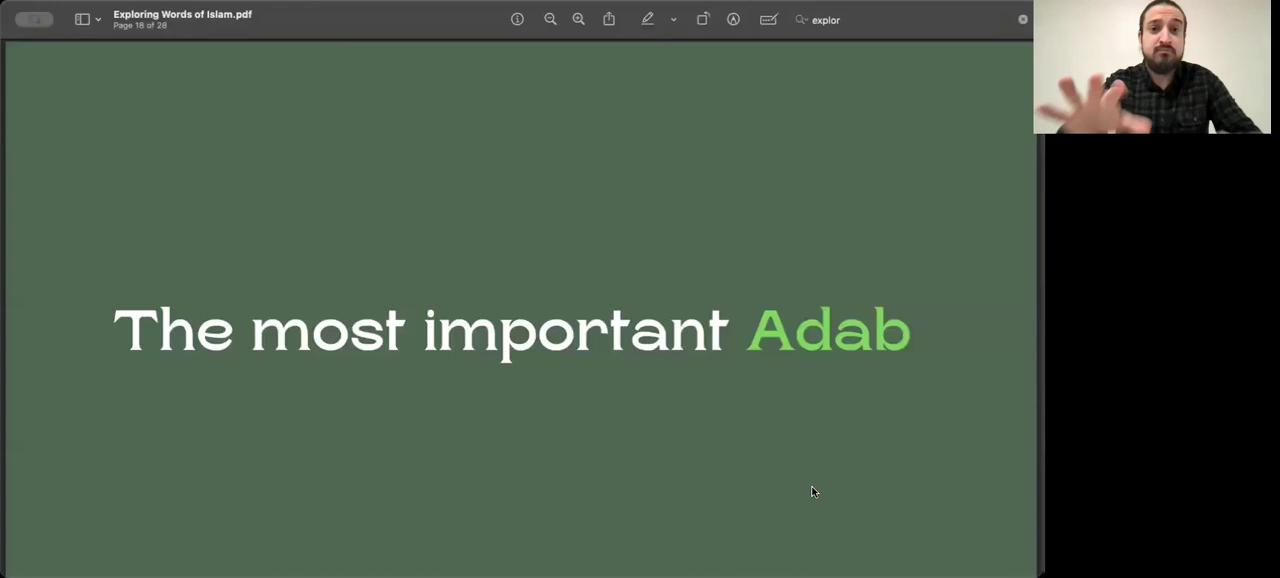 Exploring Words of Islam.pdf
Page 18 of 28
explor
The most important Adab